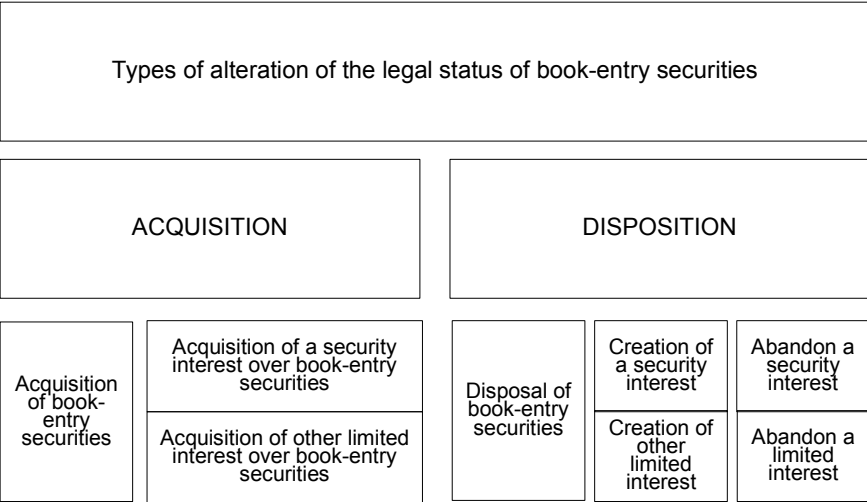 Types of alteration of the legal status of book-entry securities
ACQUISITION
DISPOSITION
Acquisition
of book-
entry
securities
Acquisition of a security
interest over book-entry
securities
Acquisition of other limited
interest over book-entry
securities
Disposal of
book-entry
securities
Creation of
a security
interest
Creation of
other
limited
interest
Abandon a
security
interest
Abandon a
limited
interest